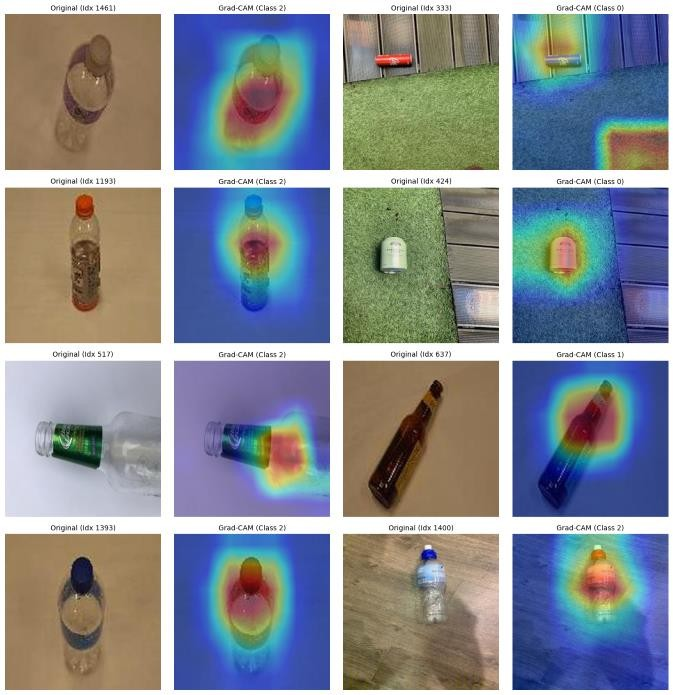 Original (Idx 1461)
Grad-CAM (Class 2)
Original (Idx 333)
Grad-CAM (Class 0)
Original (Idx 1193)
Grad-CAM (Class 2)
Original (Idx 424)
Grad-CAM (Class 0)
Original (Idx 517)
Grad-CAM (Class 2)
Original (Idx 637)
Grad-CAM (Class 1)
Original (Idx 1393)
Grad-CAM (Class 2)
Original (Idx 1400)
Grad-CAM (Class 2)